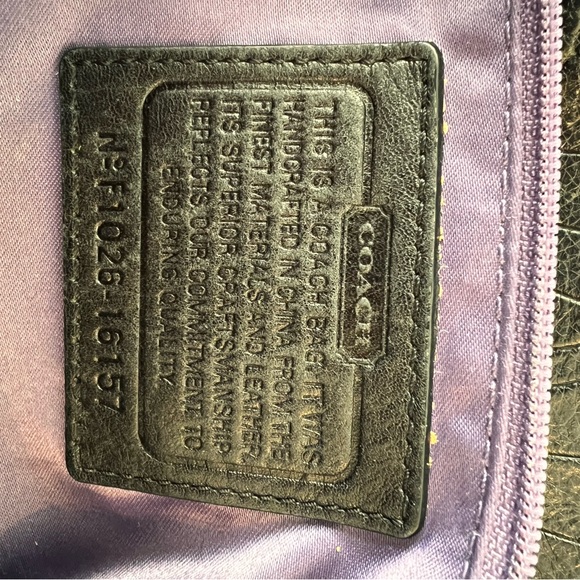 COACH
THIS IS A COACH BAG. IT WAS
HANDCRAFTED IN CHINA FROM THE
FINEST MATERIALS AND LEATHER.
ITS SUPERIOR CRAFTSMANSHIP
REFLECTS OUR COMMITMENT TO
ENDURING QUALITY.
Nº F1026-16157